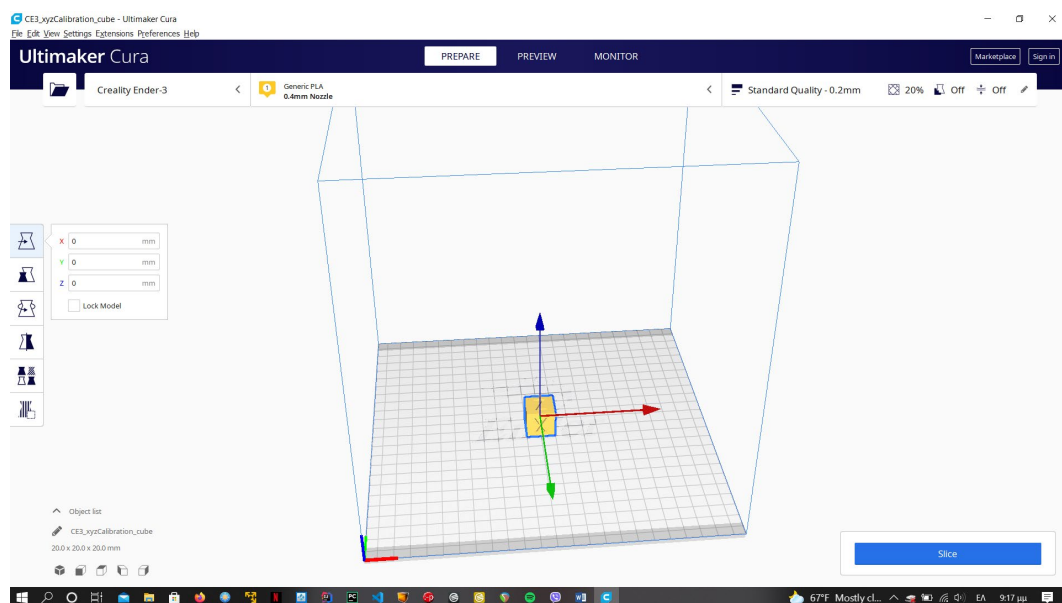 CE3_xyzCalibration_cube - Ultimaker Cura
File Edit View Settings Extensions Preferences Help
Ultimaker Cura
PREPARE PREVIEW MONITOR
Marketplace Sign in
Creality Ender-3
1
Generic PLA
0.4mm Nozzle
Standard Quality - 0.2mm 20% Off Off
X 0 mm
Y 0 mm
Z 0 mm
Lock Model
X
Object list
CE3_xyzCalibration_cube
20.0 x 20.0 x 20.0 mm
Slice
67°F Mostly cl... ΕΛ 9:17 μμ